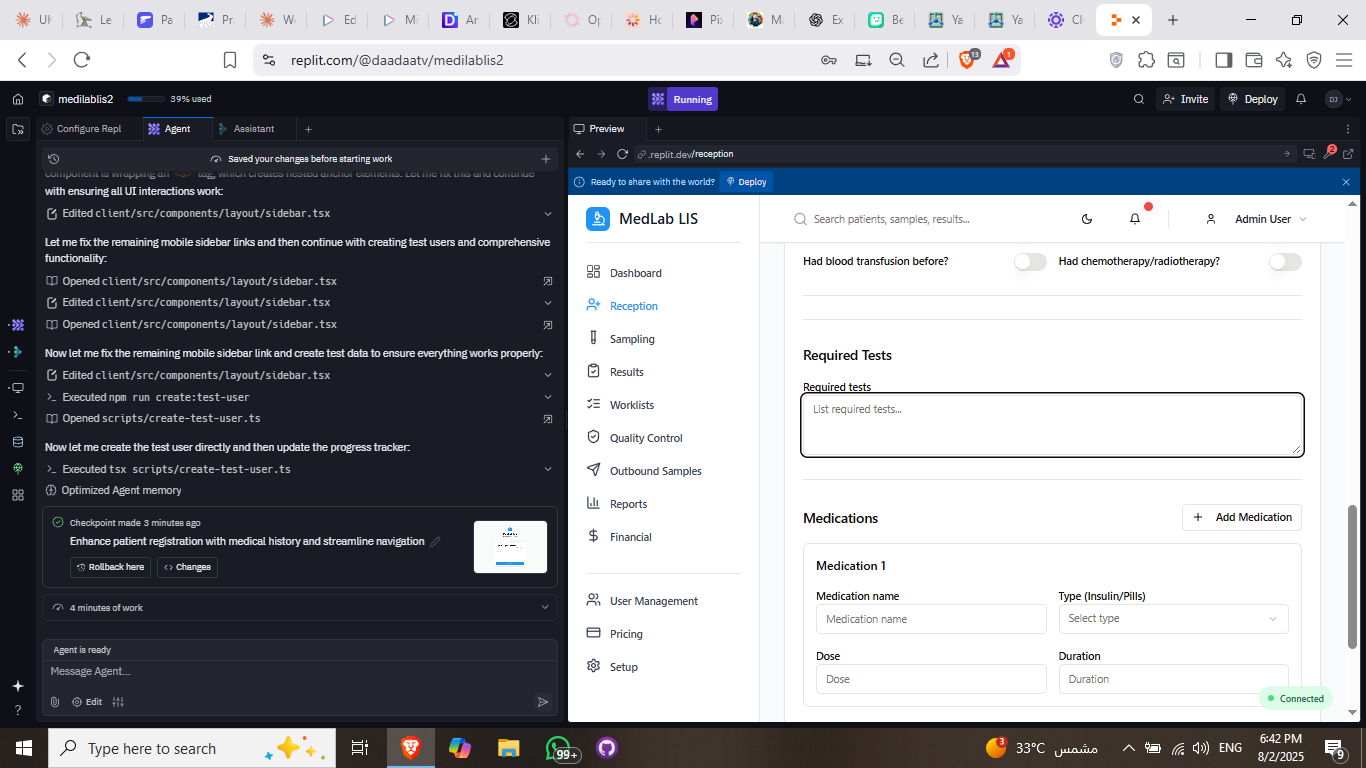 UK
Le
Pa
Pr
We
Ed
Mi
Ar
Kli
Op
Ho
Pix
Ma
Ex
Be
Ya
Ya
Cl
replit.com/@daadaatv/medilablis2
13
1
medilablis2
39% used
Running
Invite
Deploy
DJ
Configure Repl
Agent
Assistant
Saved your changes before starting work
component is wrapping an
tag, which creates nested anchor elements. Let me fix this and continue
with ensuring all UI interactions work:
Edited client/src/components/layout/sidebar.tsx
Let me fix the remaining mobile sidebar links and then continue with creating test users and comprehensive
functionality:
Opened client/src/components/layout/sidebar.tsx
Edited client/src/components/layout/sidebar.tsx
Opened client/src/components/layout/sidebar.tsx
Now let me fix the remaining mobile sidebar link and create test data to ensure everything works properly:
Edited client/src/components/layout/sidebar.tsx
Executed npm run create:test-user
Opened scripts/create-test-user.ts
Now let me create the test user directly and then update the progress tracker:
Executed tsx scripts/create-test-user.ts
Optimized Agent memory
Checkpoint made 3 minutes ago
Enhance patient registration with medical history and streamline navigation
Rollback here
Changes
4 minutes of work
Agent is ready
Message Agent...
Edit
Preview
.replit.dev/reception
2
Ready to share with the world?
Deploy
MedLab LIS
Search patients, samples, results...
Admin User
Dashboard
Reception
Sampling
Results
Worklists
Quality Control
Outbound Samples
Reports
Financial
User Management
Pricing
Setup
Had blood transfusion before?
Had chemotherapy/radiotherapy?
Required Tests
Required tests
List required tests...
Medications
Add Medication
Medication 1
Medication name
Type (Insulin/Pills)
Medication name
Select type
Dose
Duration
Dose
Duration
Connected
Type here to search
99+
3
33°C مشمس
ENG
6:42 PM
8/2/2025
9